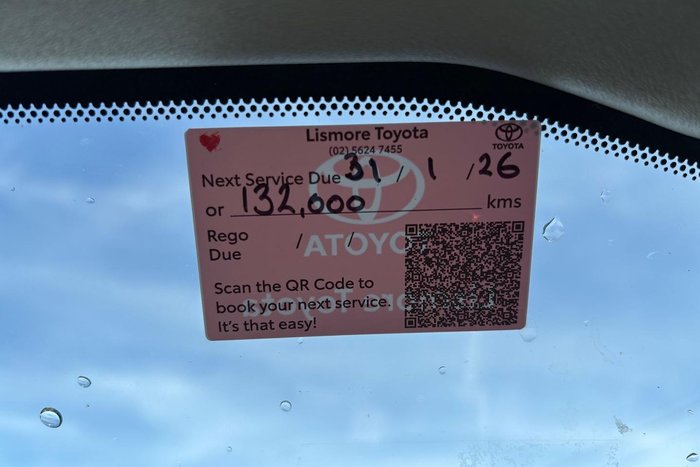 Lismore Toyota
(02) 5624 7455
TOYOTA
Next Service Due 31 / 1 / 26
or 132,000 kms
Rego / /
Due
ATOYOT
Scan the QR Code to
book your next service.
It's that easy!